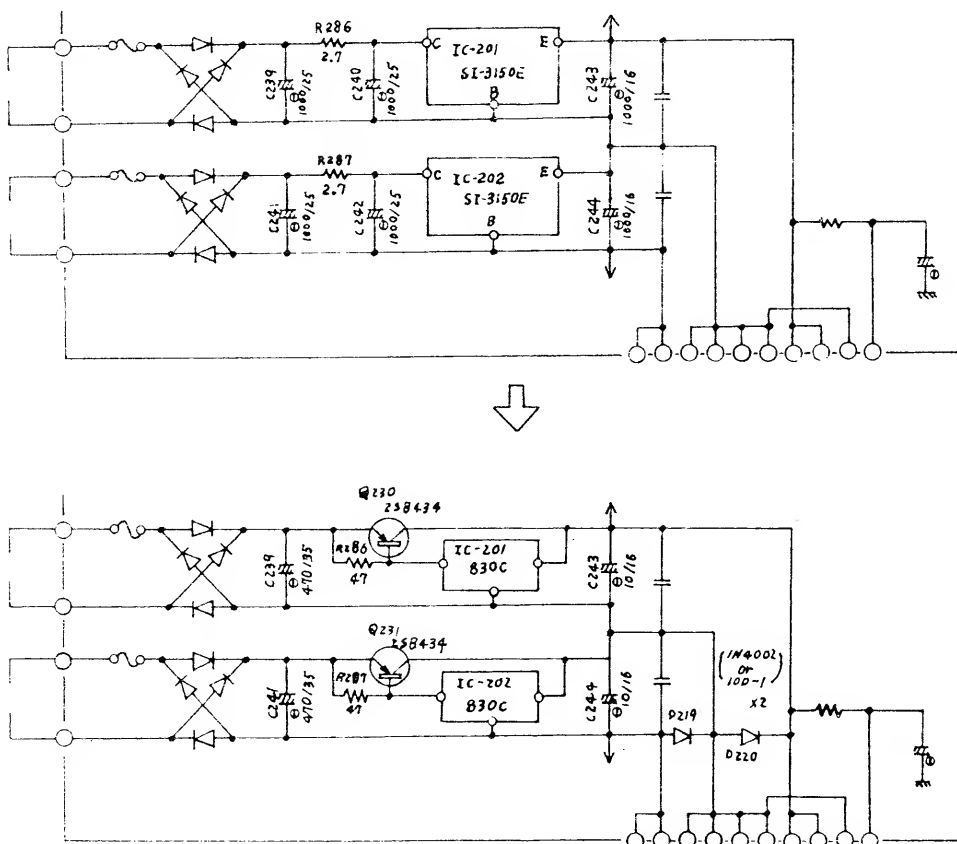 R286
2.7
C239
1000/25
C240
1000/25
C IC-201 E
SI-3150E
B
C243
1000/16
R287
2.7
C241
1000/25
C242
1000/25
C IC-202 E
SI-3150E
B
C244
1000/16
Q230
2SB434
R286
47
C239
470/35
IC-201
830C
C243
10/16
Q231
2SB434
R287
47
C241
470/35
IC-202
830C
C244
10/16
(1N4002
or
10D-1)
X2
D219
D220